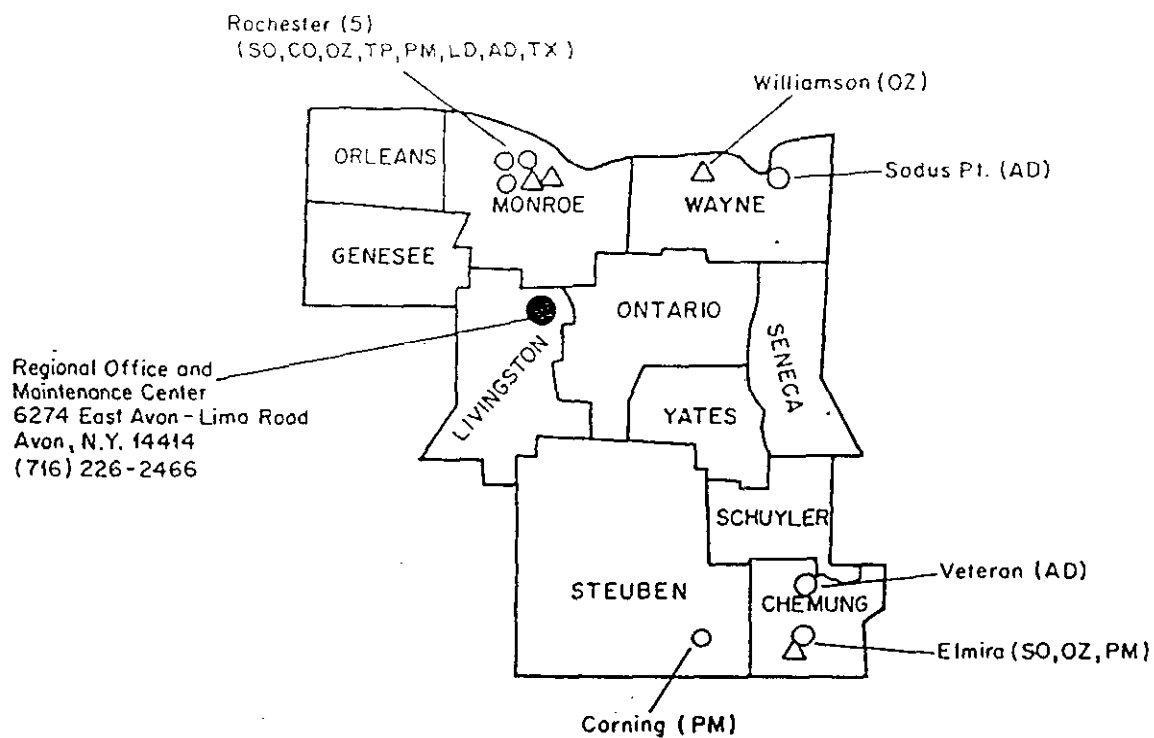 Rochester (5)
(SO,CO,OZ,TP,PM,LD,AD,TX)
Williamson (OZ)
ORLEANS
Sodus Pt. (AD)
MONROE
WAYNE
GENESEE
ONTARIO
SENECA
Regional Office and
Maintenance Center
6274 East Avon-Lima Road
Avon, N.Y. 14414
(716) 226-2466
LIVINGSTON
YATES
SCHUYLER
STEUBEN
Veteran (AD)
CHEMUNG
Elmira (SO,OZ,PM)
Corning (PM)